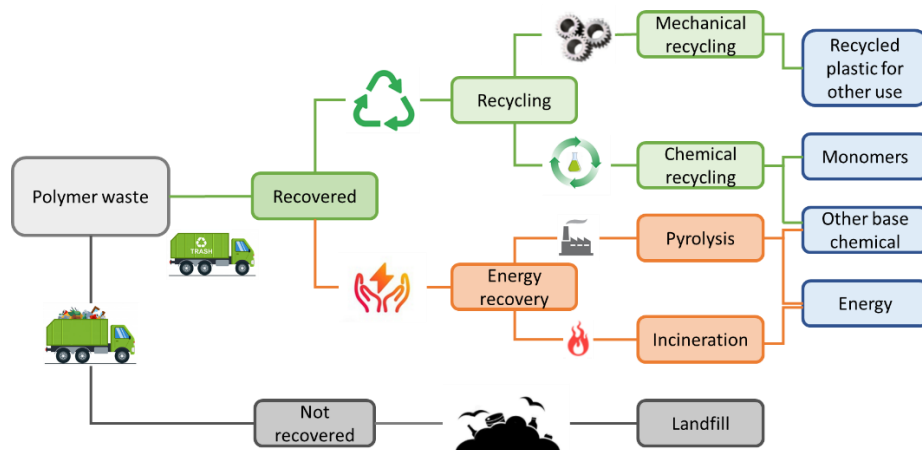 Mechanical
recycling
Recycled
plastic for
other use
Recycling
Chemical
recycling
Monomers
Polymer waste
Recovered
TRASH
Other base
chemical
Pyrolysis
Energy
recovery
Energy
Incineration
Not
recovered
Landfill